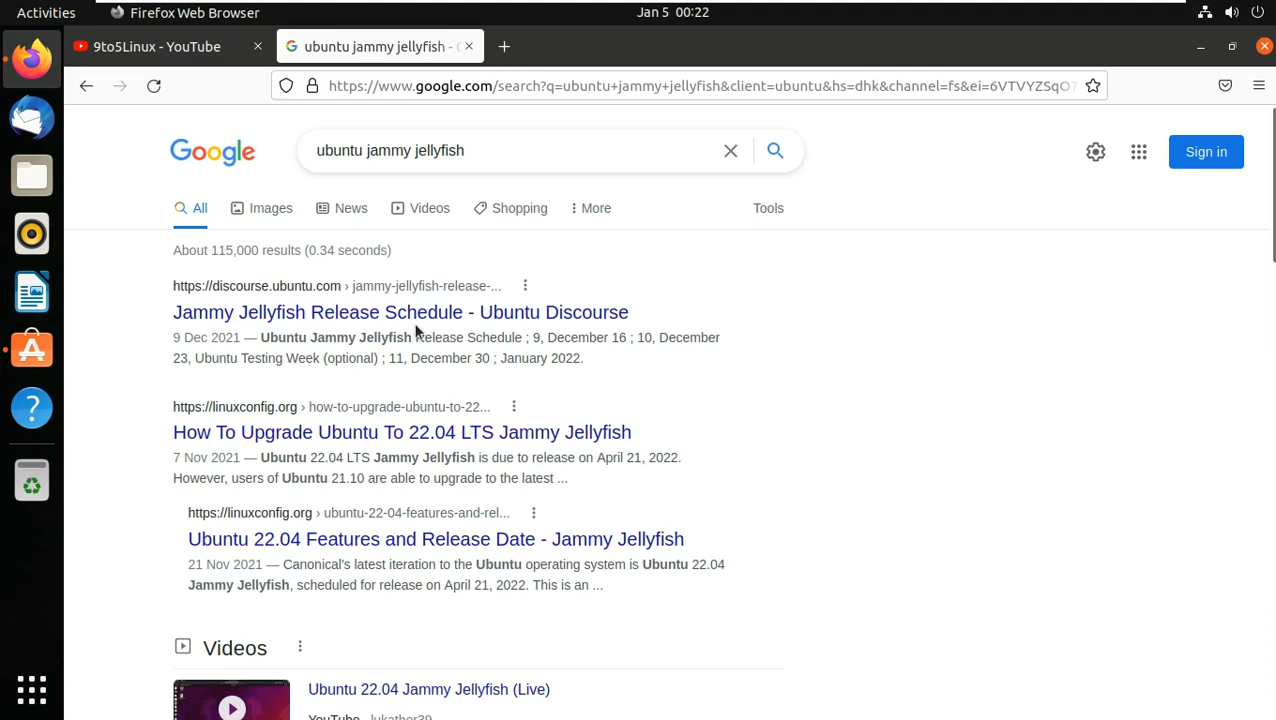 Activities
Firefox Web Browser
Jan 5 00:22
9to5Linux - YouTube
ubuntu jammy jellyfish -
https://www.google.com/search?q=ubuntu+jammy+jellyfish&client=ubuntu&hs=dhk&channel=fs&ei=6VTVYZSqO7
Google
ubuntu jammy jellyfish
Sign in
All
Images
News
Videos
Shopping
More
Tools
About 115,000 results (0.34 seconds)
https://discourse.ubuntu.com › jammy-jellyfish-release-...
Jammy Jellyfish Release Schedule - Ubuntu Discourse
9 Dec 2021 — Ubuntu Jammy Jellyfish Release Schedule ; 9, December 16 ; 10, December
23, Ubuntu Testing Week (optional) ; 11, December 30 ; January 2022.
https://linuxconfig.org › how-to-upgrade-ubuntu-to-22...
How To Upgrade Ubuntu To 22.04 LTS Jammy Jellyfish
7 Nov 2021 — Ubuntu 22.04 LTS Jammy Jellyfish is due to release on April 21, 2022.
However, users of Ubuntu 21.10 are able to upgrade to the latest ...
https://linuxconfig.org › ubuntu-22-04-features-and-rel...
Ubuntu 22.04 Features and Release Date - Jammy Jellyfish
21 Nov 2021 — Canonical's latest iteration to the Ubuntu operating system is Ubuntu 22.04
Jammy Jellyfish, scheduled for release on April 21, 2022. This is an ...
Videos
Ubuntu 22.04 Jammy Jellyfish (Live)
YouTube · lukather39